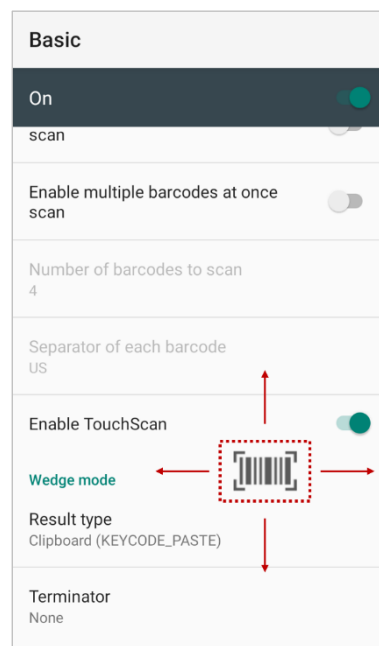 Basic
On
scan
Enable multiple barcodes at once
scan
Number of barcodes to scan
4
Separator of each barcode
US
Enable TouchScan
Wedge mode
Result type
Clipboard (KEYCODE_PASTE)
Terminator
None